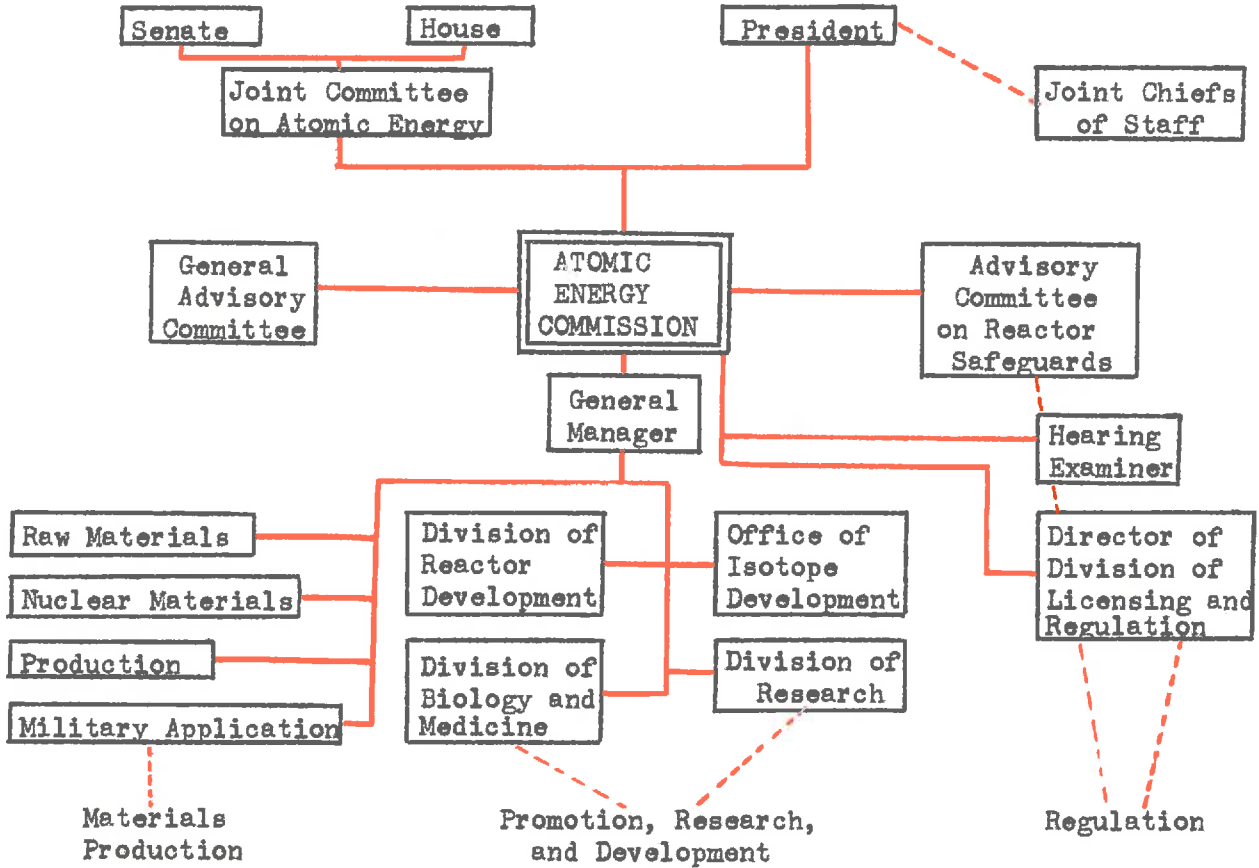 Senate
House
President
Joint Committee
on Atomic Energy
Joint Chiefs
of Staff
General
Advisory
Committee
ATOMIC
ENERGY
COMMISSION
Advisory
Committee
on Reactor
Safeguards
General
Manager
Hearing
Examiner
Raw Materials
Nuclear Materials
Production
Military Application
Division of
Reactor
Development
Office of
Isotope
Development
Division of
Biology and
Medicine
Division of
Research
Director of
Division of
Licensing and
Regulation
Materials
Production
Promotion, Research,
and Development
Regulation